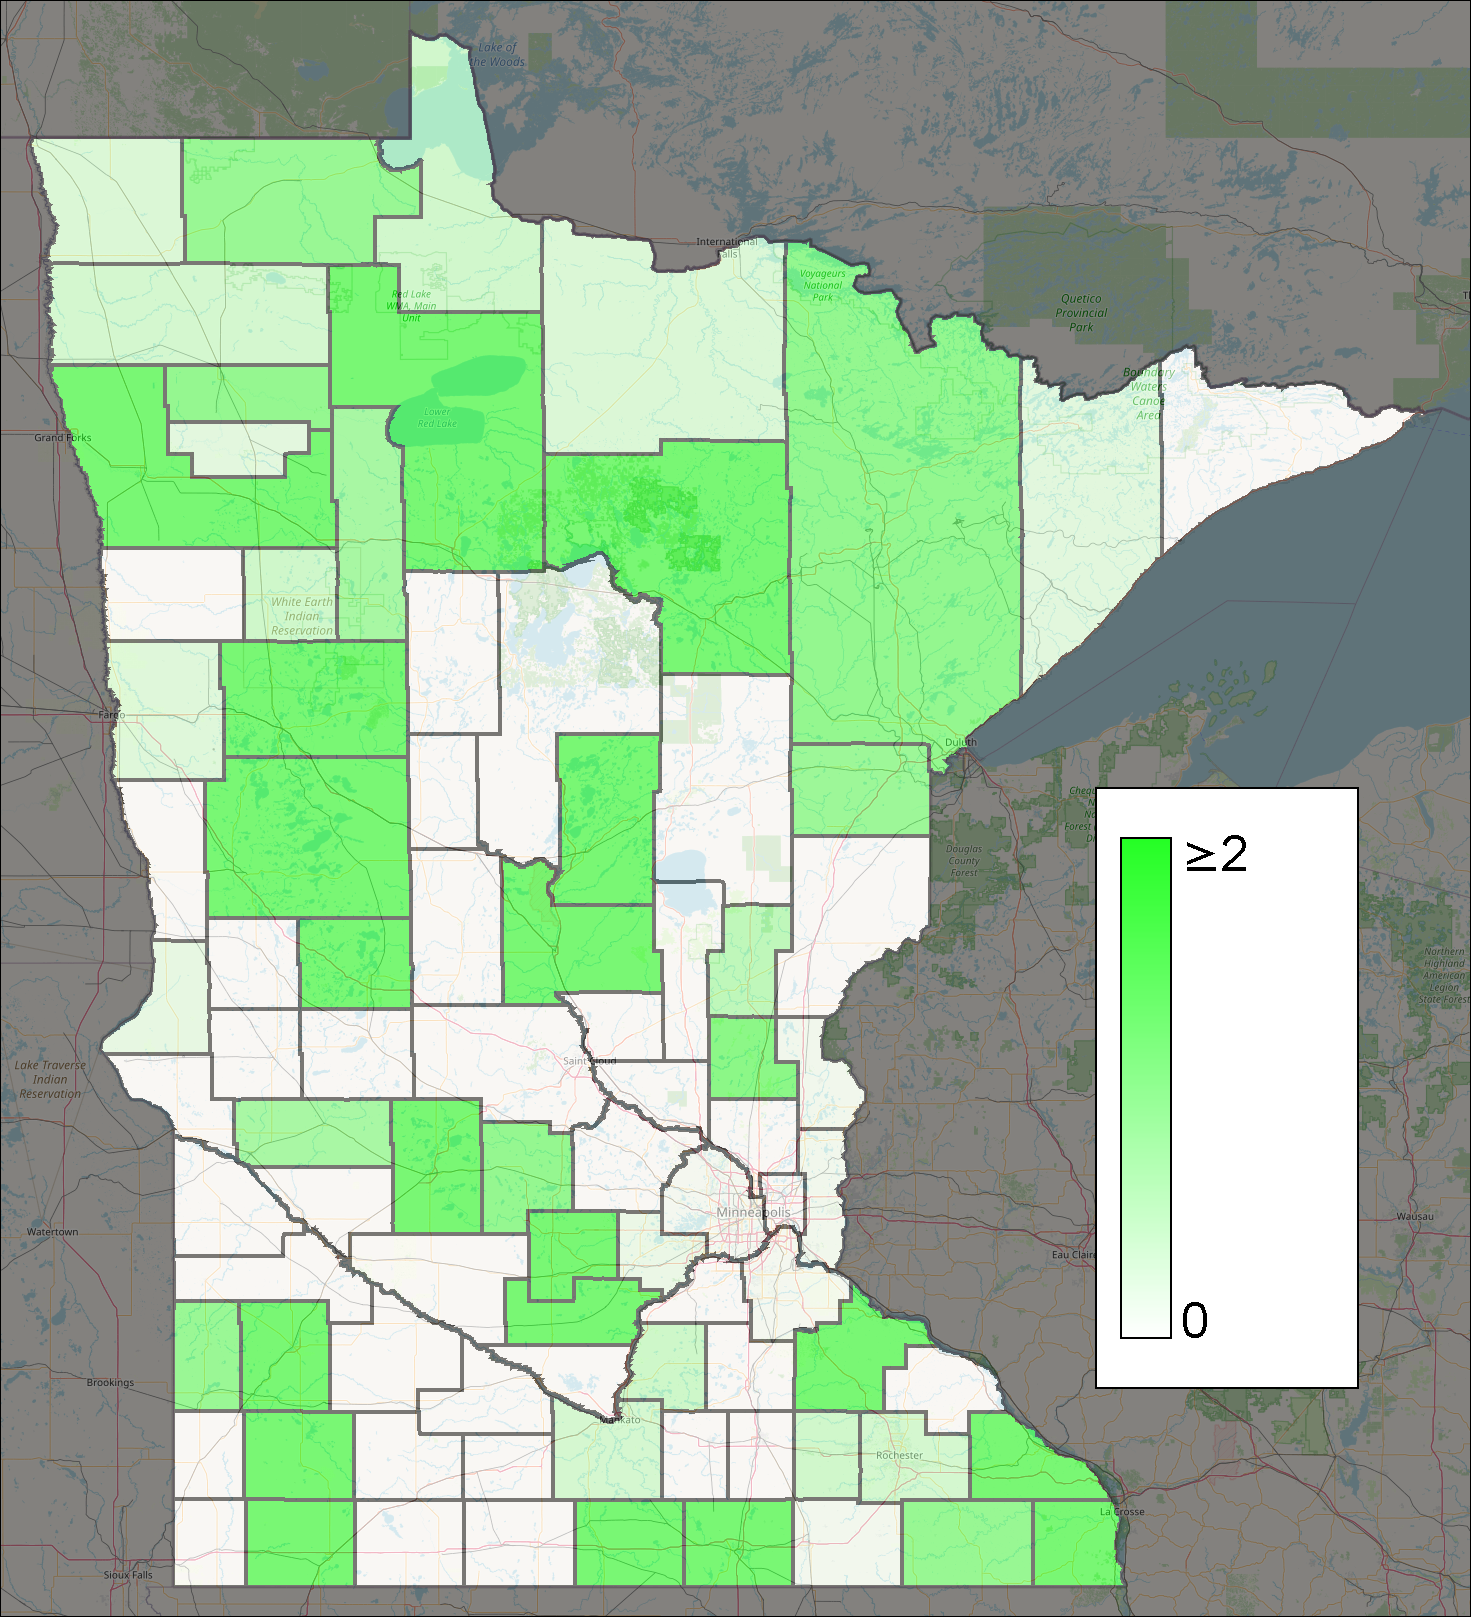 Lake of
the Woods
International
Falls
Voyageurs
National
Park
Quetico
Provincial
Park
Red Lake
WMA, Main
Unit
Boundary
Waters
Canoe
Area
Lower
Red Lake
Grand Forks
White Earth
Indian
Reservation
Fargo
Duluth
Douglas
County
Forest
≥2
Northern
Highland
American
Legion
State Forest
Lake Traverse
Indian
Reservation
Saint Cloud
Minneapolis
Watertown
Wausau
Eau Claire
0
Brookings
Mankato
Rochester
La Crosse
Sioux Falls